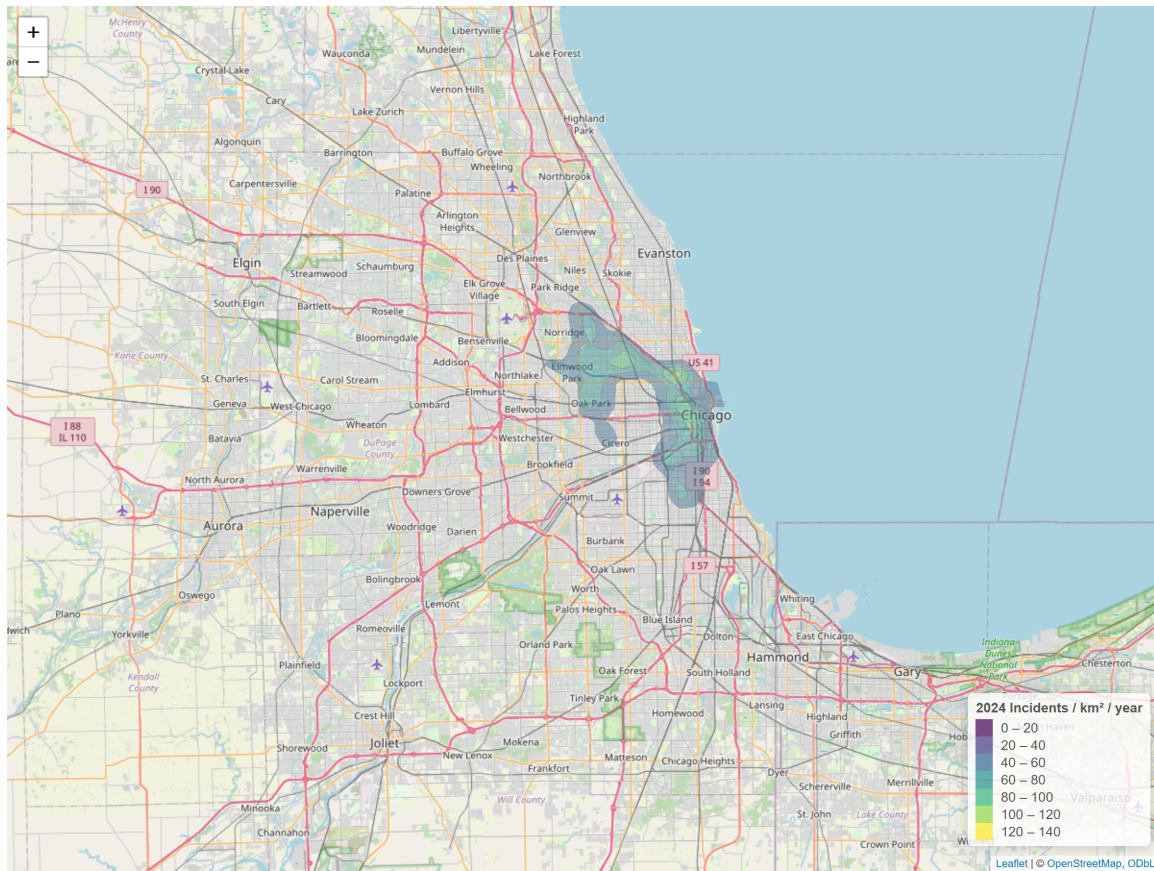 +
−
McHenry
County
Libertyville
Wauconda
Mundelein
Lake Forest
Crystal Lake
Vernon Hills
Cary
Lake Zurich
Highland
Park
Algonquin
Barrington
Buffalo Grove
Wheeling
Northbrook
I 90
Carpentersville
Palatine
Arlington
Heights
Glenview
Evanston
Elgin
Streamwood
Schaumburg
Des Plaines
Niles
Skokie
Elk Grove
Village
Park Ridge
South Elgin
Bartlett
Roselle
Norridge
Bloomingdale
Bensenville
Kane County
Addison
Elmwood
Park
US 41
St. Charles
Carol Stream
Northlake
Elmhurst
Geneva
West Chicago
Lombard
Bellwood
Oak Park
Chicago
I 88
IL 110
Wheaton
Batavia
DuPage
County
Westchester
Cicero
Warrenville
Brookfield
I 90
I 94
North Aurora
Downers Grove
Summit
Aurora
Naperville
Woodridge
Darien
Burbank
Bolingbrook
Oak Lawn
I 57
Oswego
Lemont
Worth
Palos Heights
Whiting
Plano
dwich
Yorkville
Romeoville
Blue Island
Dolton
East Chicago
Orland Park
Hammond
Indiana
Dunes
National
Park
Plainfield
Oak Forest
South Holland
Gary
Chesterton
Kendall
County
Lockport
Tinley Park
Lansing
Crest Hill
Homewood
Highland
Joliet
Mokena
Griffith
Shorewood
New Lenox
Frankfort
Matteson
Chicago Heights
Dyer
Schererville
Merrillville
Valparaiso
Minooka
Will County
St. John
Lake County
Channahon
Crown Point
2024 Incidents / km² / year
0 – 20
20 – 40
40 – 60
60 – 80
80 – 100
100 – 120
120 – 140
Leaflet | © OpenStreetMap, ODbL